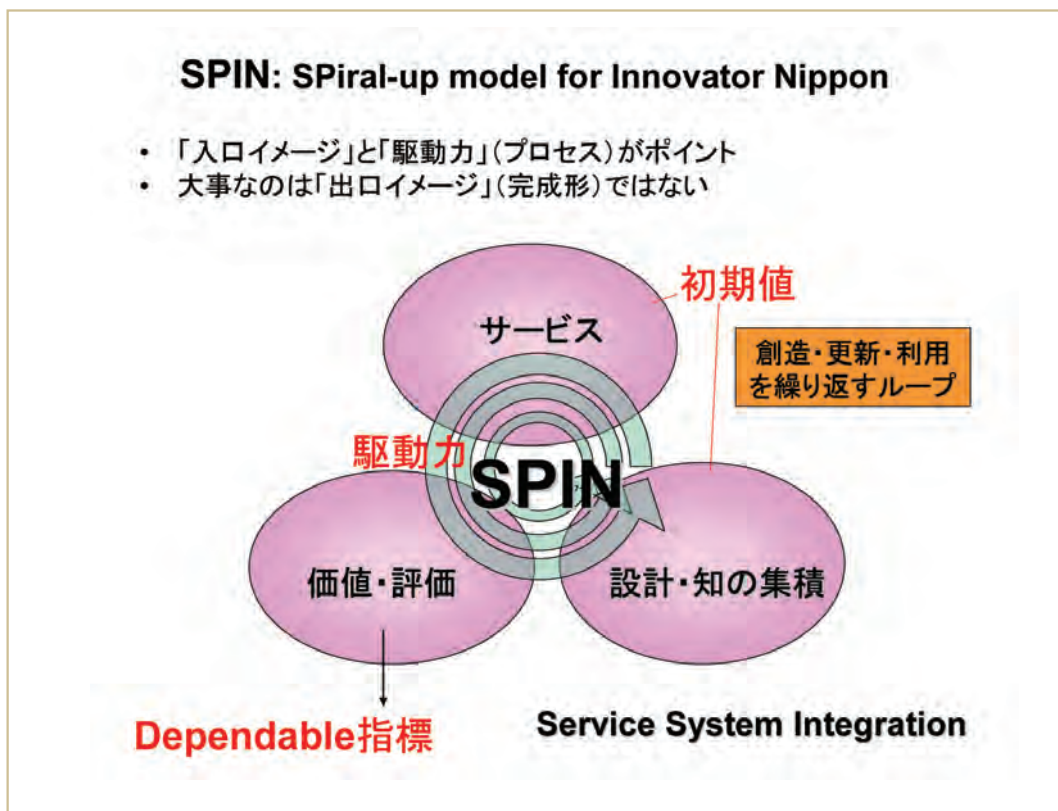 SPIN: SPiral-up model for Innovator Nippon
• 「入口イメージ」と「駆動力」(プロセス)がポイント
• 大事なのは「出口イメージ」(完成形)ではない
初期値
サービス
創造・更新・利用
を繰り返すループ
駆動力
SPIN
価値・評価
設計・知の集積
Dependable指標
Service System Integration